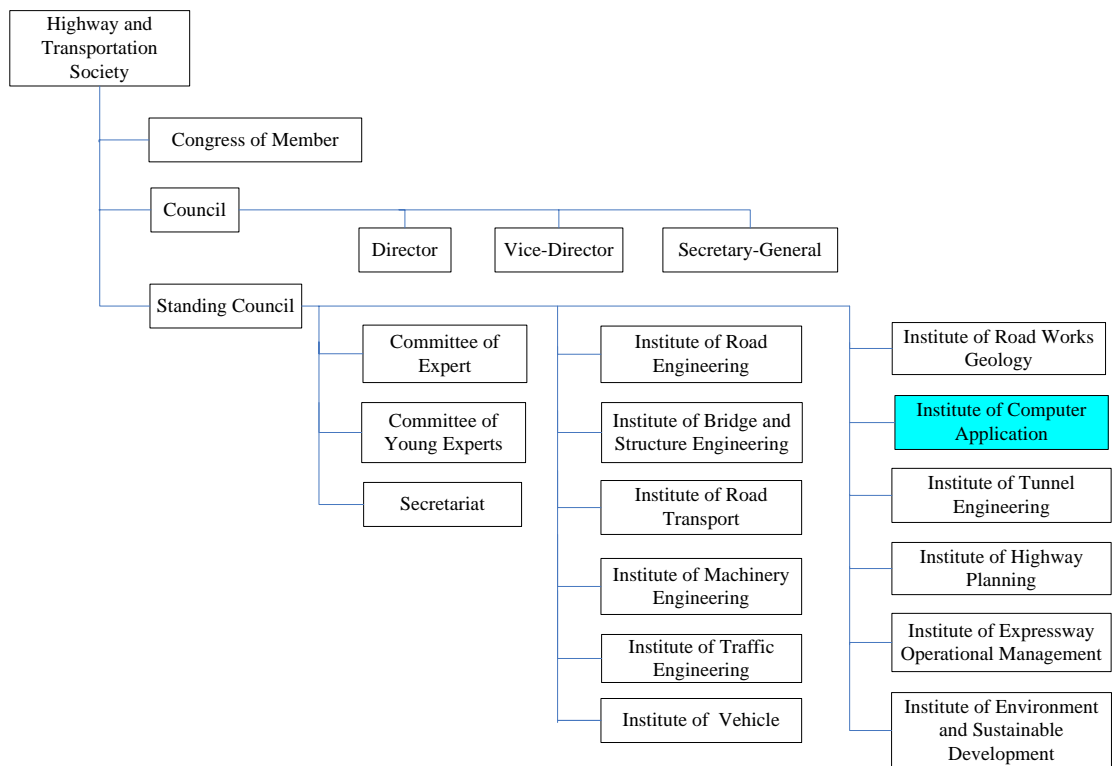 Highway and
Transportation
Society
Congress of Member
Council
Director
Vice-Director
Secretary-General
Standing Council
Committee of
Expert
Committee of
Young Experts
Secretariat
Institute of Road
Engineering
Institute of Bridge and
Structure Engineering
Institute of Road
Transport
Institute of Machinery
Engineering
Institute of Traffic
Engineering
Institute of Vehicle
Institute of Road Works
Geology
Institute of Computer
Application
Institute of Tunnel
Engineering
Institute of Highway
Planning
Institute of Expressway
Operational Management
Institute of Environment
and Sustainable
Development